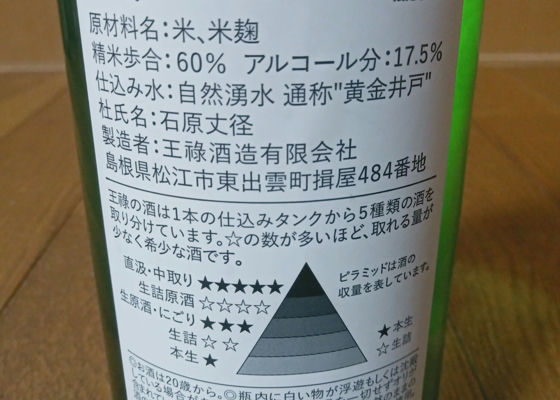 原材料名：米、米麹
精米歩合：60% アルコール分：17.5%
仕込み水：自然湧水 通称"黄金井戸"
杜氏名：石原丈径
製造者：王祿酒造有限会社
島根県松江市東出雲町揖屋484番地
王祿の酒は1本の仕込みタンクから5種類の酒を
取り分けています。☆の数が多いほど、取れる量が
少なく希少な酒です。
直汲・中取り ★★★★★
生詰原酒 ☆☆☆☆
生原酒・にごり ★★★
生詰 ☆☆
本生 ★
ピラミッドは酒の
収量を表しています。
★本生
☆生詰
◎お酒は20歳から。◎瓶内に白い物が浮遊もしくは沈殿
している場合が